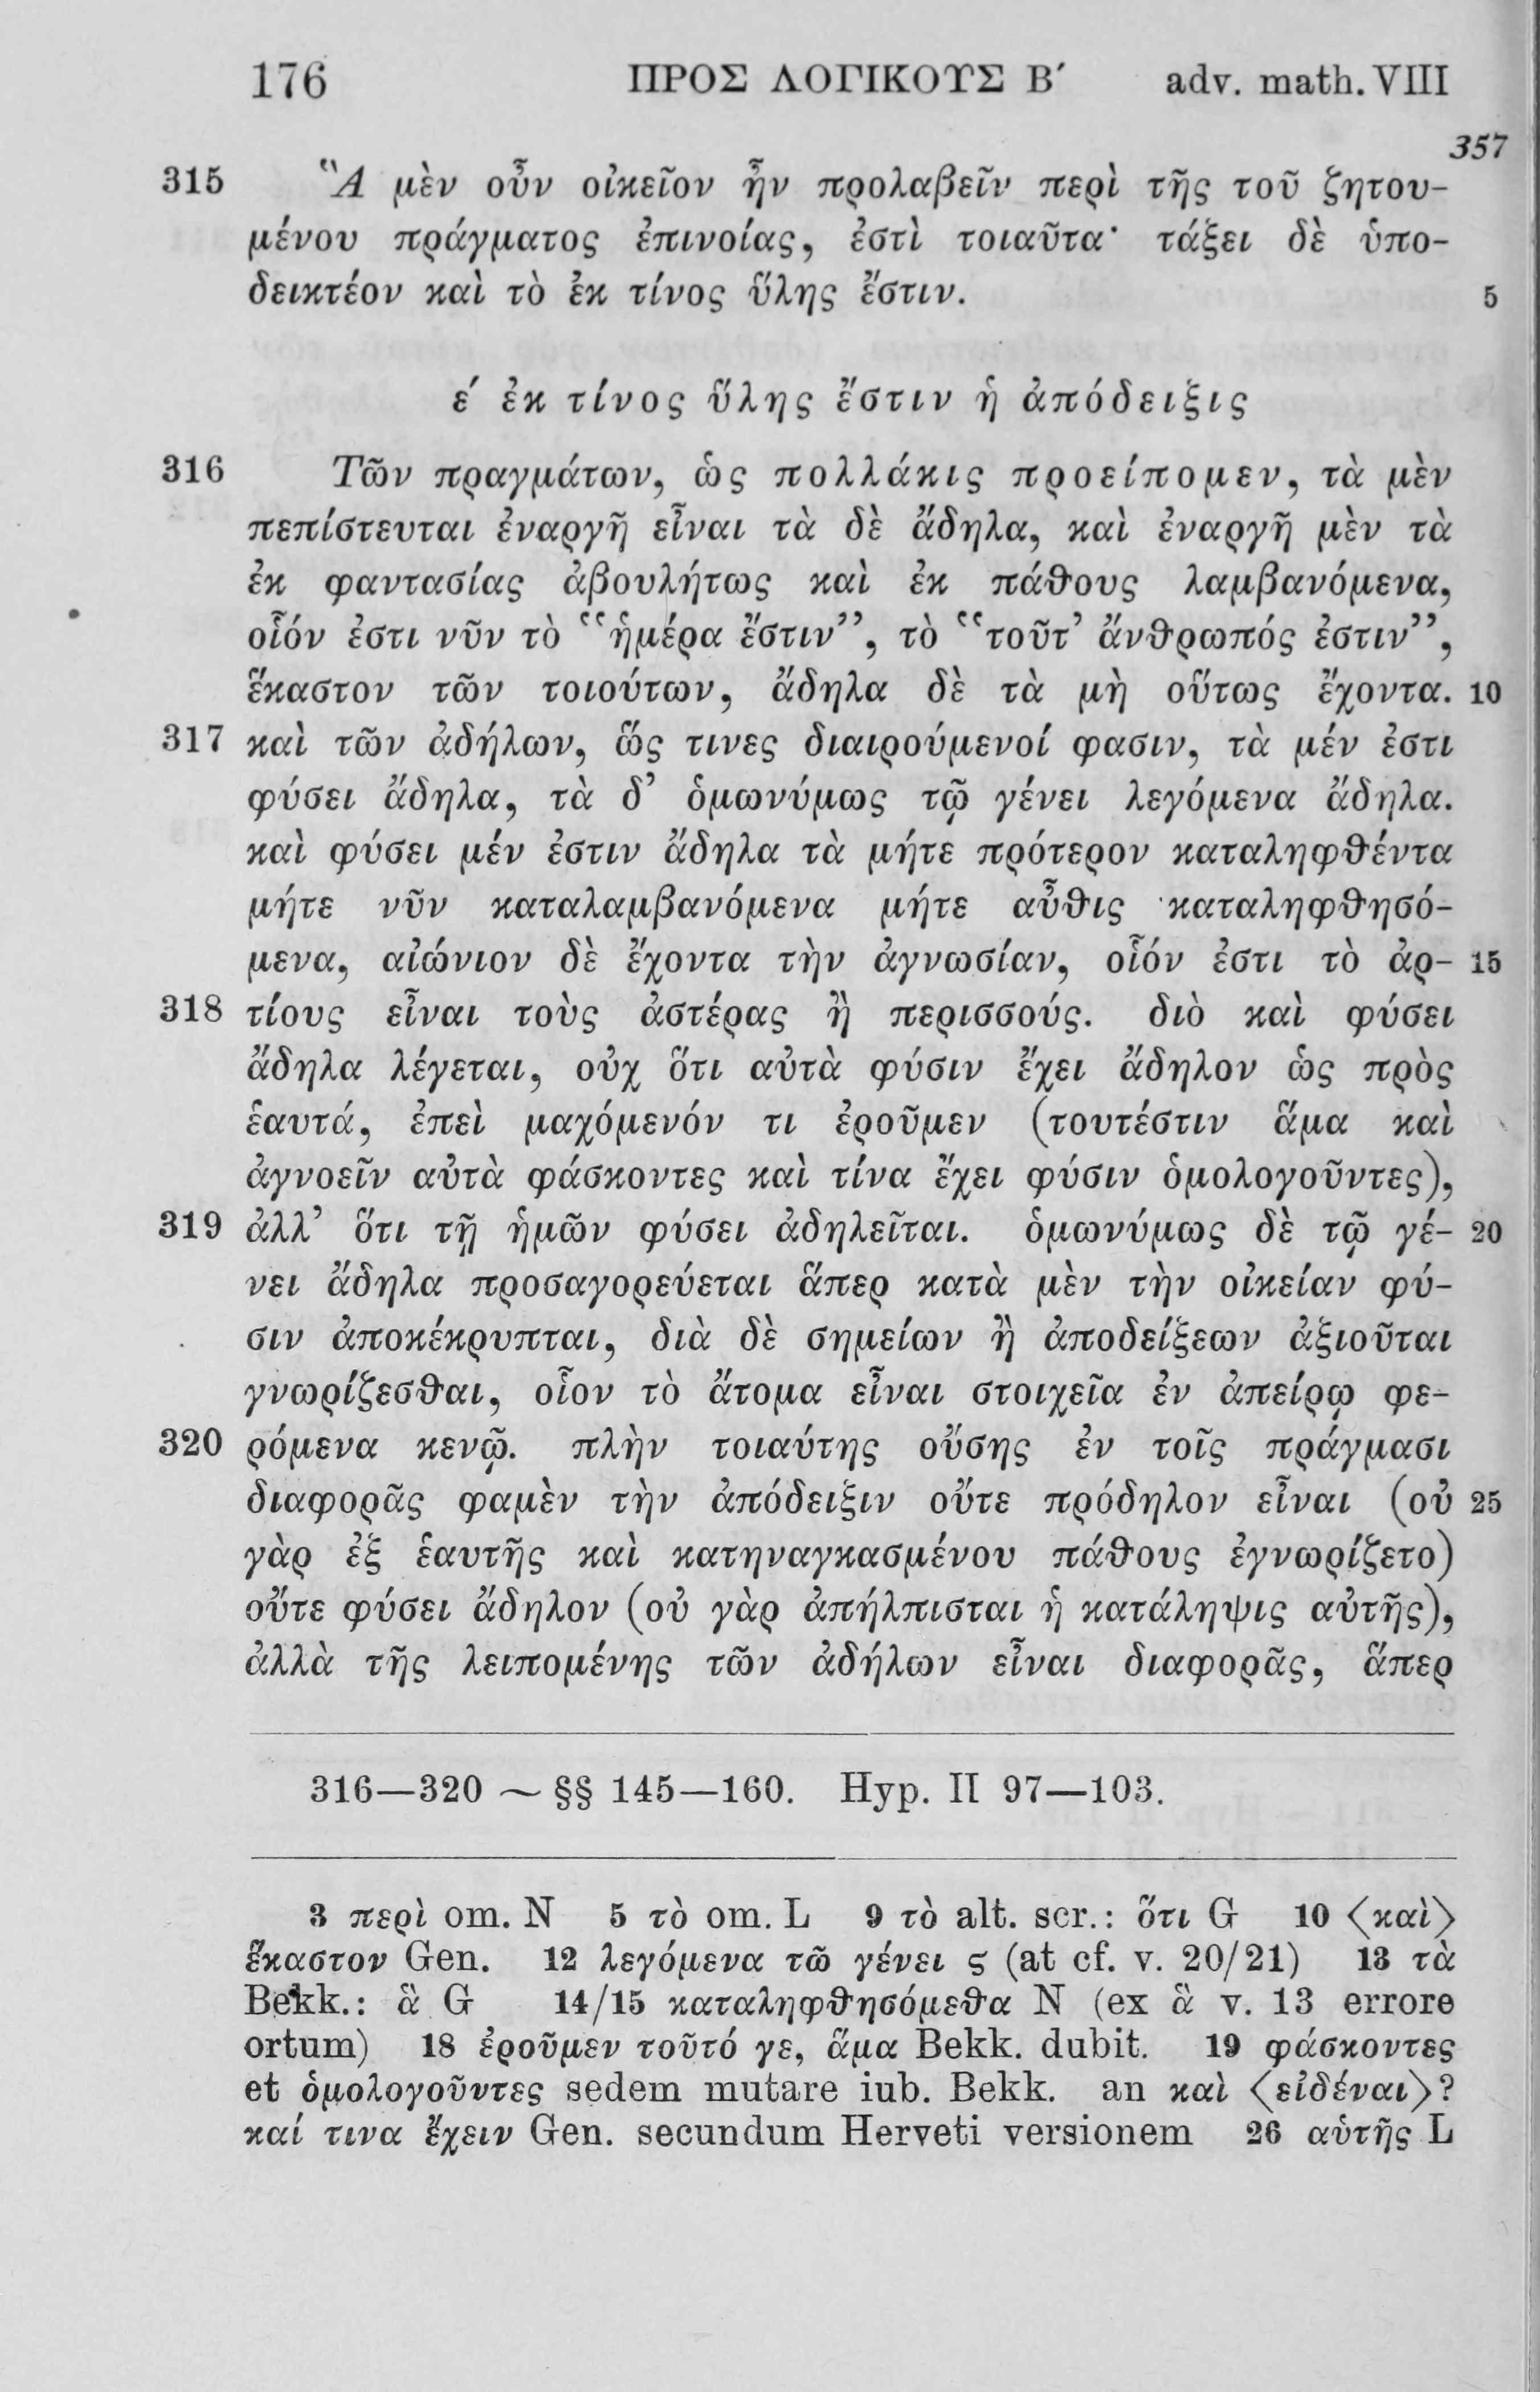 176 ΠΡΟΣ ΛΟΓΙΚΟΥΣ Β′ adv. math. VIII
357
315 Ἃ μὲν οὖν οἰκεῖον ἦν προλαβεῖν περὶ τῆς τοῦ ζητου-
μένου πράγματος ἐπινοίας, ἐστὶ τοιαῦτα· τάξει δὲ ὑπο-
δεικτέον καὶ τὸ ἐκ τίνος ὕλης ἔστιν. 5
ε´ ἐκ τίνος ὕλης ἔστιν ἡ ἀπόδειξις
316 Τῶν πραγμάτων, ὡς πολλάκις προείπομεν, τὰ μὲν
πεπίστευται ἐναργῆ εἶναι τὰ δὲ ἄδηλα, καὶ ἐναργῆ μὲν τὰ
ἐκ φαντασίας ἀβουλήτως καὶ ἐκ πάθους λαμβανόμενα,
οἷόν ἐστι νῦν τὸ “ἡμέρα ἔστιν”, τὸ “τοῦτ’ ἄνθρωπός ἐστιν”,
ἕκαστον τῶν τοιούτων, ἄδηλα δὲ τὰ μὴ οὕτως ἔχοντα. 10
317 καὶ τῶν ἀδήλων, ὥς τινες διαιρούμενοί φασιν, τὰ μέν ἐστι
φύσει ἄδηλα, τὰ δ’ ὁμωνύμως τῷ γένει λεγόμενα ἄδηλα.
καὶ φύσει μέν ἐστιν ἄδηλα τὰ μήτε πρότερον καταληφθέντα
μήτε νῦν καταλαμβανόμενα μήτε αὖθις καταληφθησό-
μενα, αἰώνιον δὲ ἔχοντα τὴν ἀγνωσίαν, οἷόν ἐστι τὸ ἀρ- 15
318 τίους εἶναι τοὺς ἀστέρας ἢ περισσούς. διὸ καὶ φύσει
ἄδηλα λέγεται, οὐχ ὅτι αὐτὰ φύσιν ἔχει ἄδηλον ὡς πρὸς
ἑαυτά, ἐπεὶ μαχόμενόν τι ἐροῦμεν (τουτέστιν ἅμα καὶ
ἀγνοεῖν αὐτὰ φάσκοντες καὶ τίνα ἔχει φύσιν ὁμολογοῦντες),
319 ἀλλ’ ὅτι τῇ ἡμῶν φύσει ἀδηλεῖται. ὁμωνύμως δὲ τῷ γέ- 20
νει ἄδηλα προσαγορεύεται ἅπερ κατὰ μὲν τὴν οἰκείαν φύ-
σιν ἀποκέκρυπται, διὰ δὲ σημείων ἢ ἀποδείξεων ἀξιοῦται
γνωρίζεσθαι, οἷον τὸ ἄτομα εἶναι στοιχεῖα ἐν ἀπείρῳ φε-
320 ρόμενα κενῷ. πλὴν τοιαύτης οὔσης ἐν τοῖς πράγμασι
διαφορᾶς φαμὲν τὴν ἀπόδειξιν οὔτε πρόδηλον εἶναι (οὐ 25
γὰρ ἐξ ἑαυτῆς καὶ κατηναγκασμένου πάθους ἐγνωρίζετο)
οὔτε φύσει ἄδηλον (οὐ γὰρ ἀπήλπισται ἡ κατάληψις αὐτῆς),
ἀλλὰ τῆς λειπομένης τῶν ἀδήλων εἶναι διαφορᾶς, ἅπερ
316—320 ~ §§ 145—160. Hyp. II 97—103.
3 περὶ om. N 5 τὸ om. L 9 τὸ alt. scr.: ὅτι G 10 ⟨καὶ⟩
ἕκαστον Gen. 12 λεγόμενα τῶ γένει ς (at cf. v. 20/21) 13 τὰ
Bekk.: ἃ G 14/15 καταληφθησόμεθα N (ex ἃ v. 13 errore
ortum) 18 ἐροῦμεν τοῦτό γε, ἅμα Bekk. dubit. 19 φάσκοντες
et ὁμολογοῦντες sedem mutare iub. Bekk. an καὶ ⟨εἰδέναι⟩?
καί τινα ἔχειν Gen. secundum Herveti versionem 26 αὑτῆς L